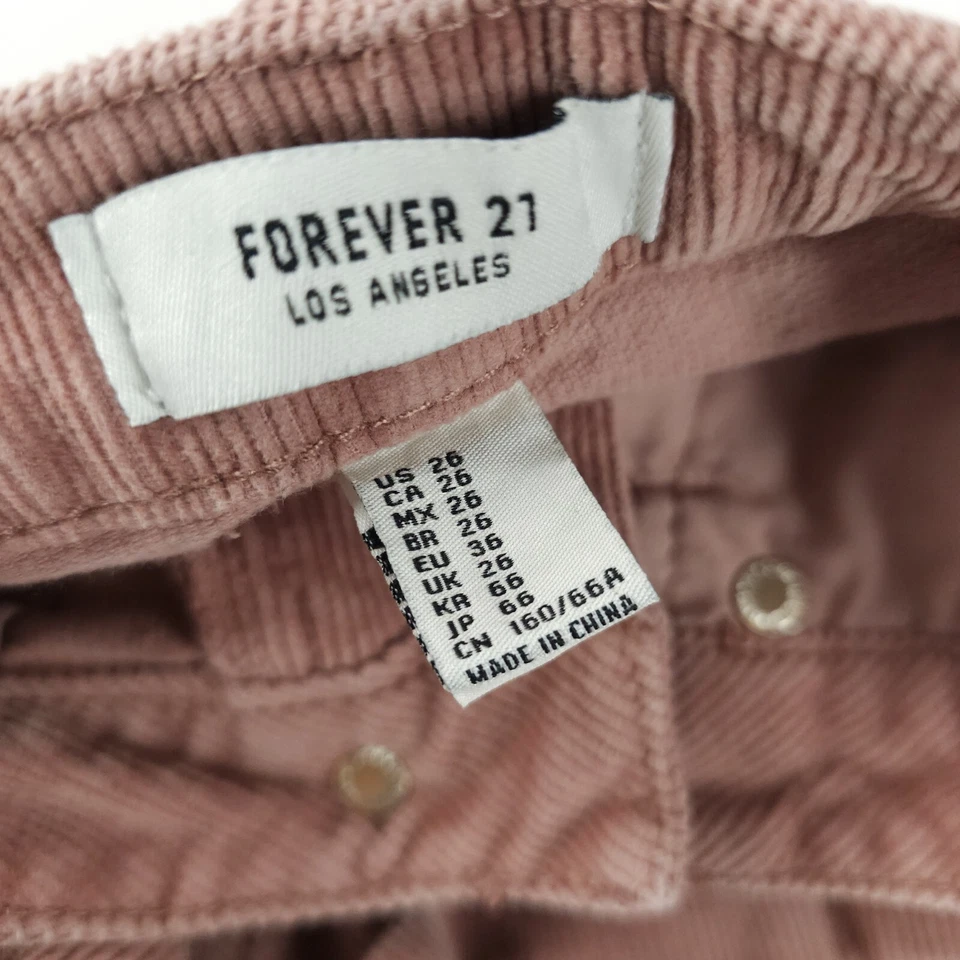 FOREVER 21
LOS ANGELES
US 26
CA 26
MX 26
BR 26
EU 36
UK 26
KR 66
JP 66
CN 160/66A
MADE IN CHINA